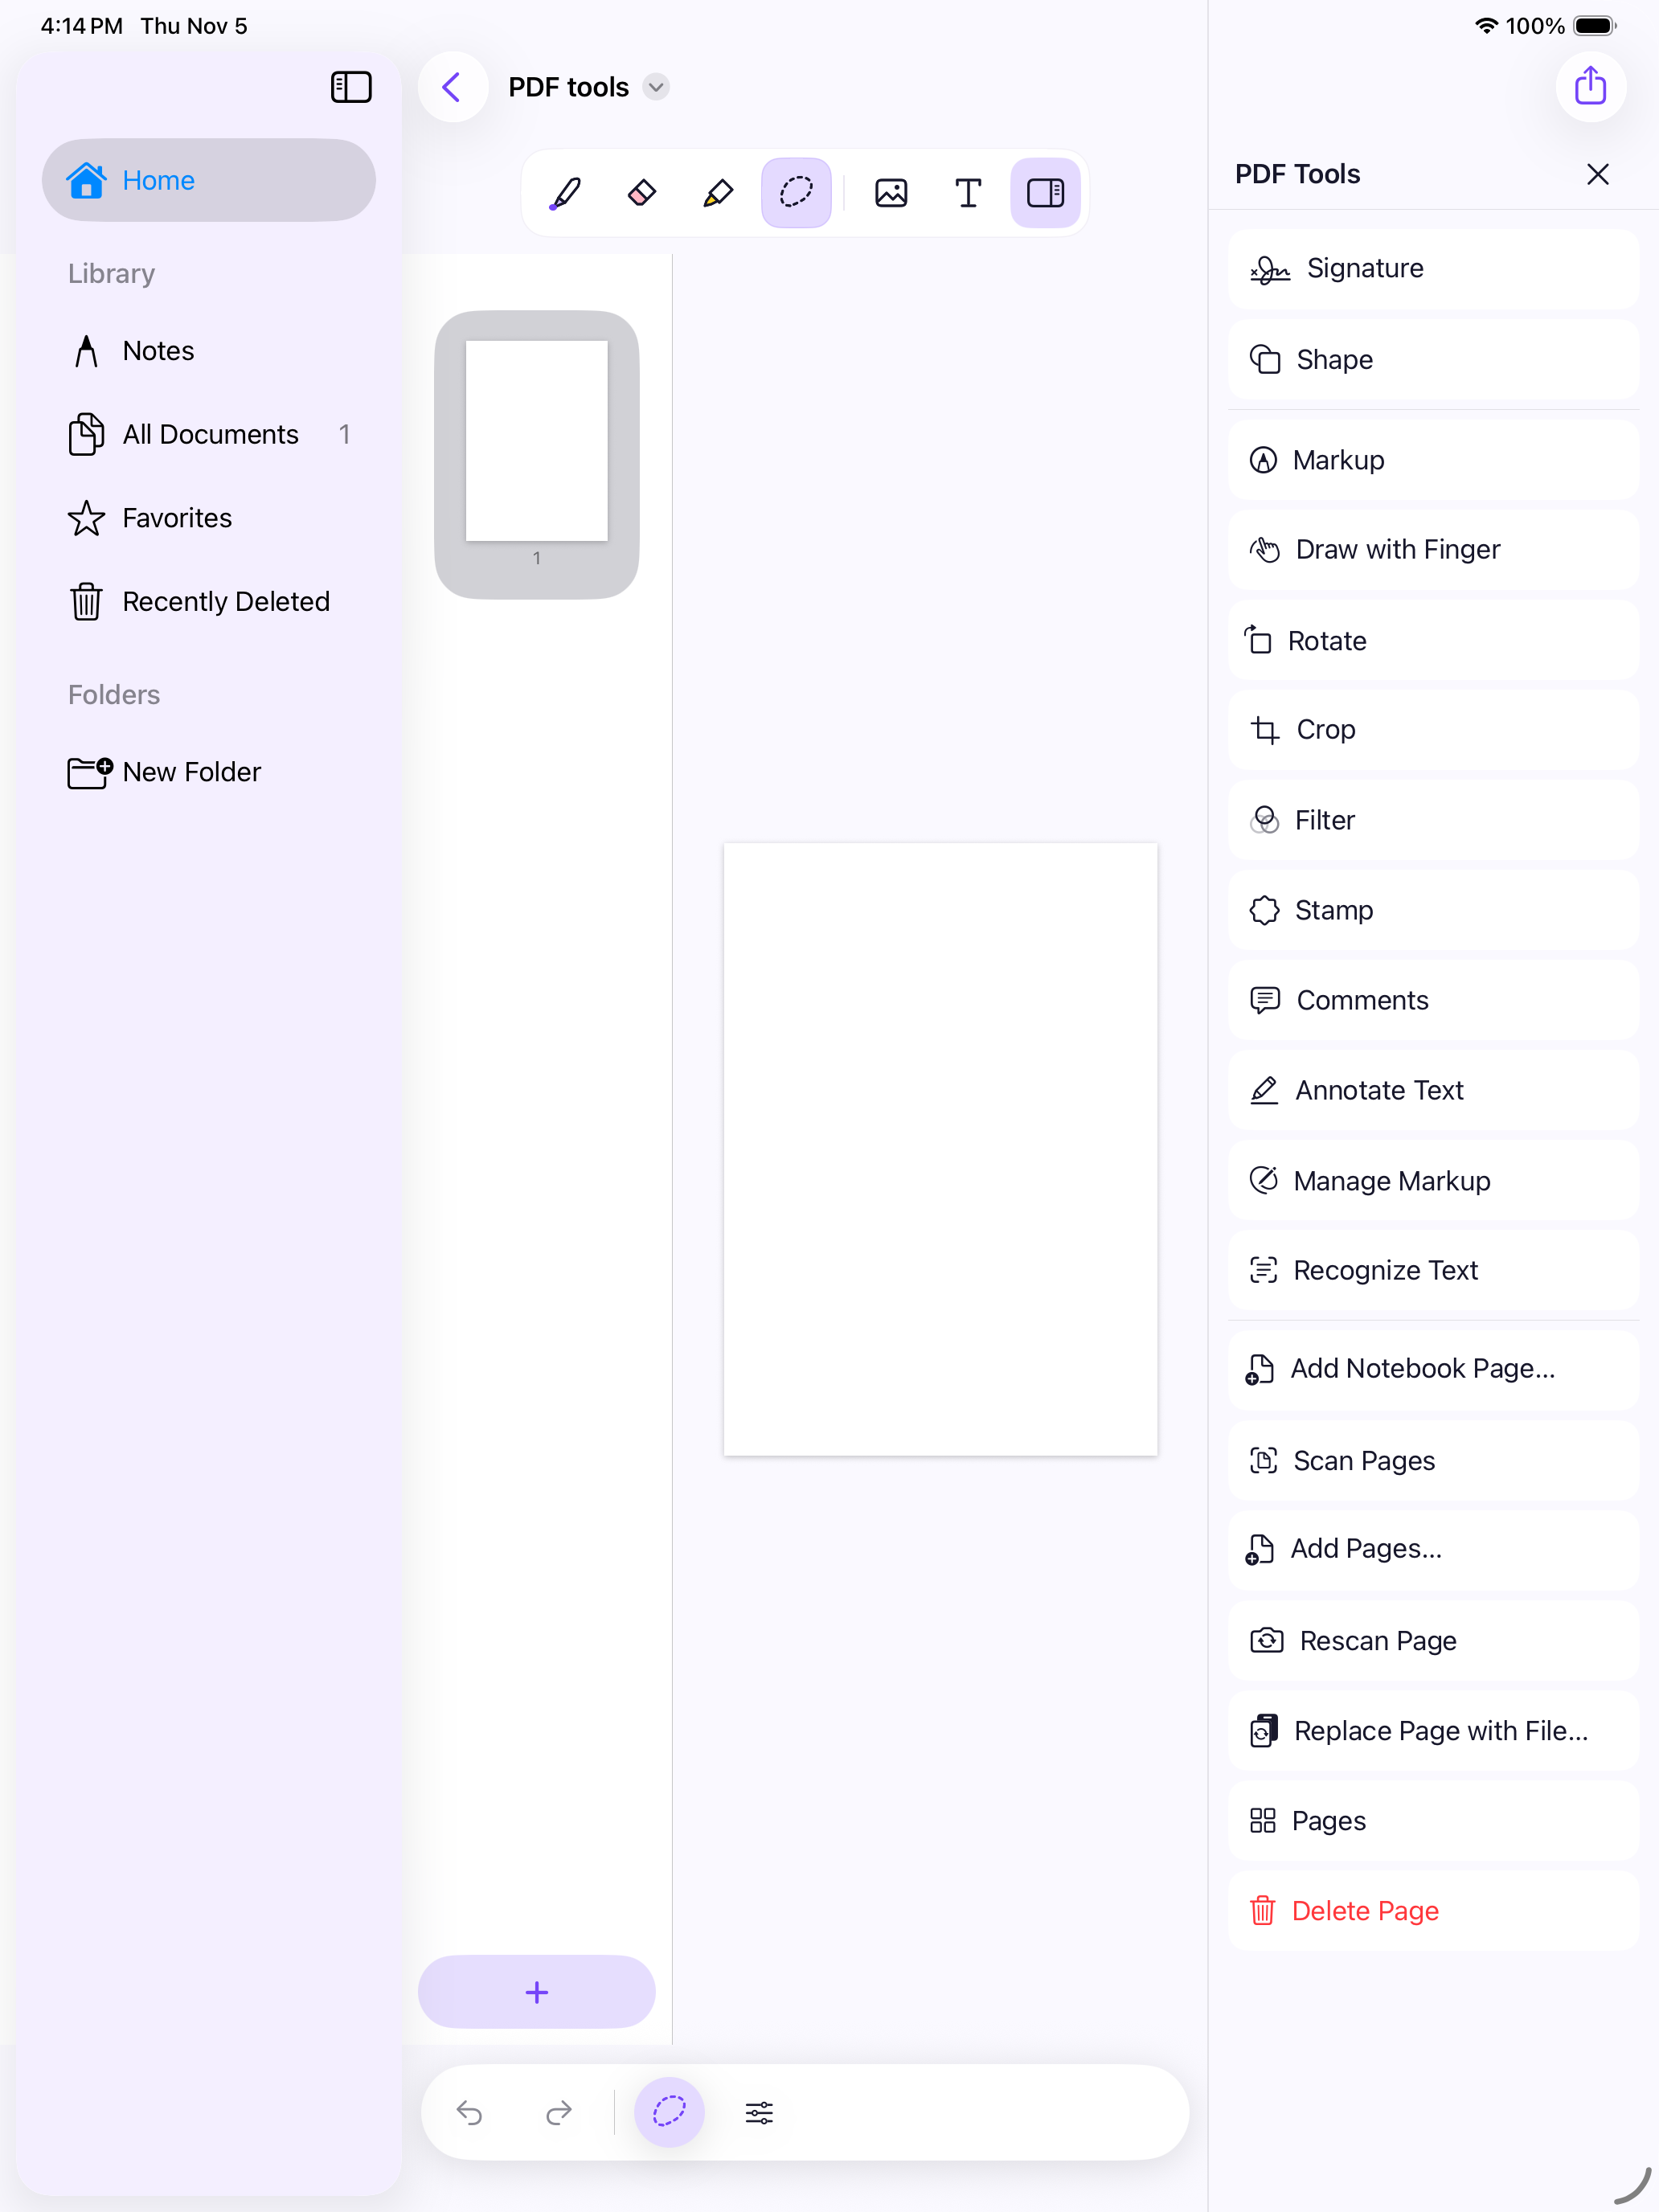 4:14 PM Thu Nov 5
100%
Home
Library
Notes
All Documents 1
Favorites
Recently Deleted
Folders
New Folder
PDF tools
1
PDF Tools
Signature
Shape
Markup
Draw with Finger
Rotate
Crop
Filter
Stamp
Comments
Annotate Text
Manage Markup
Recognize Text
Add Notebook Page...
Scan Pages
Add Pages...
Rescan Page
Replace Page with File...
Pages
Delete Page